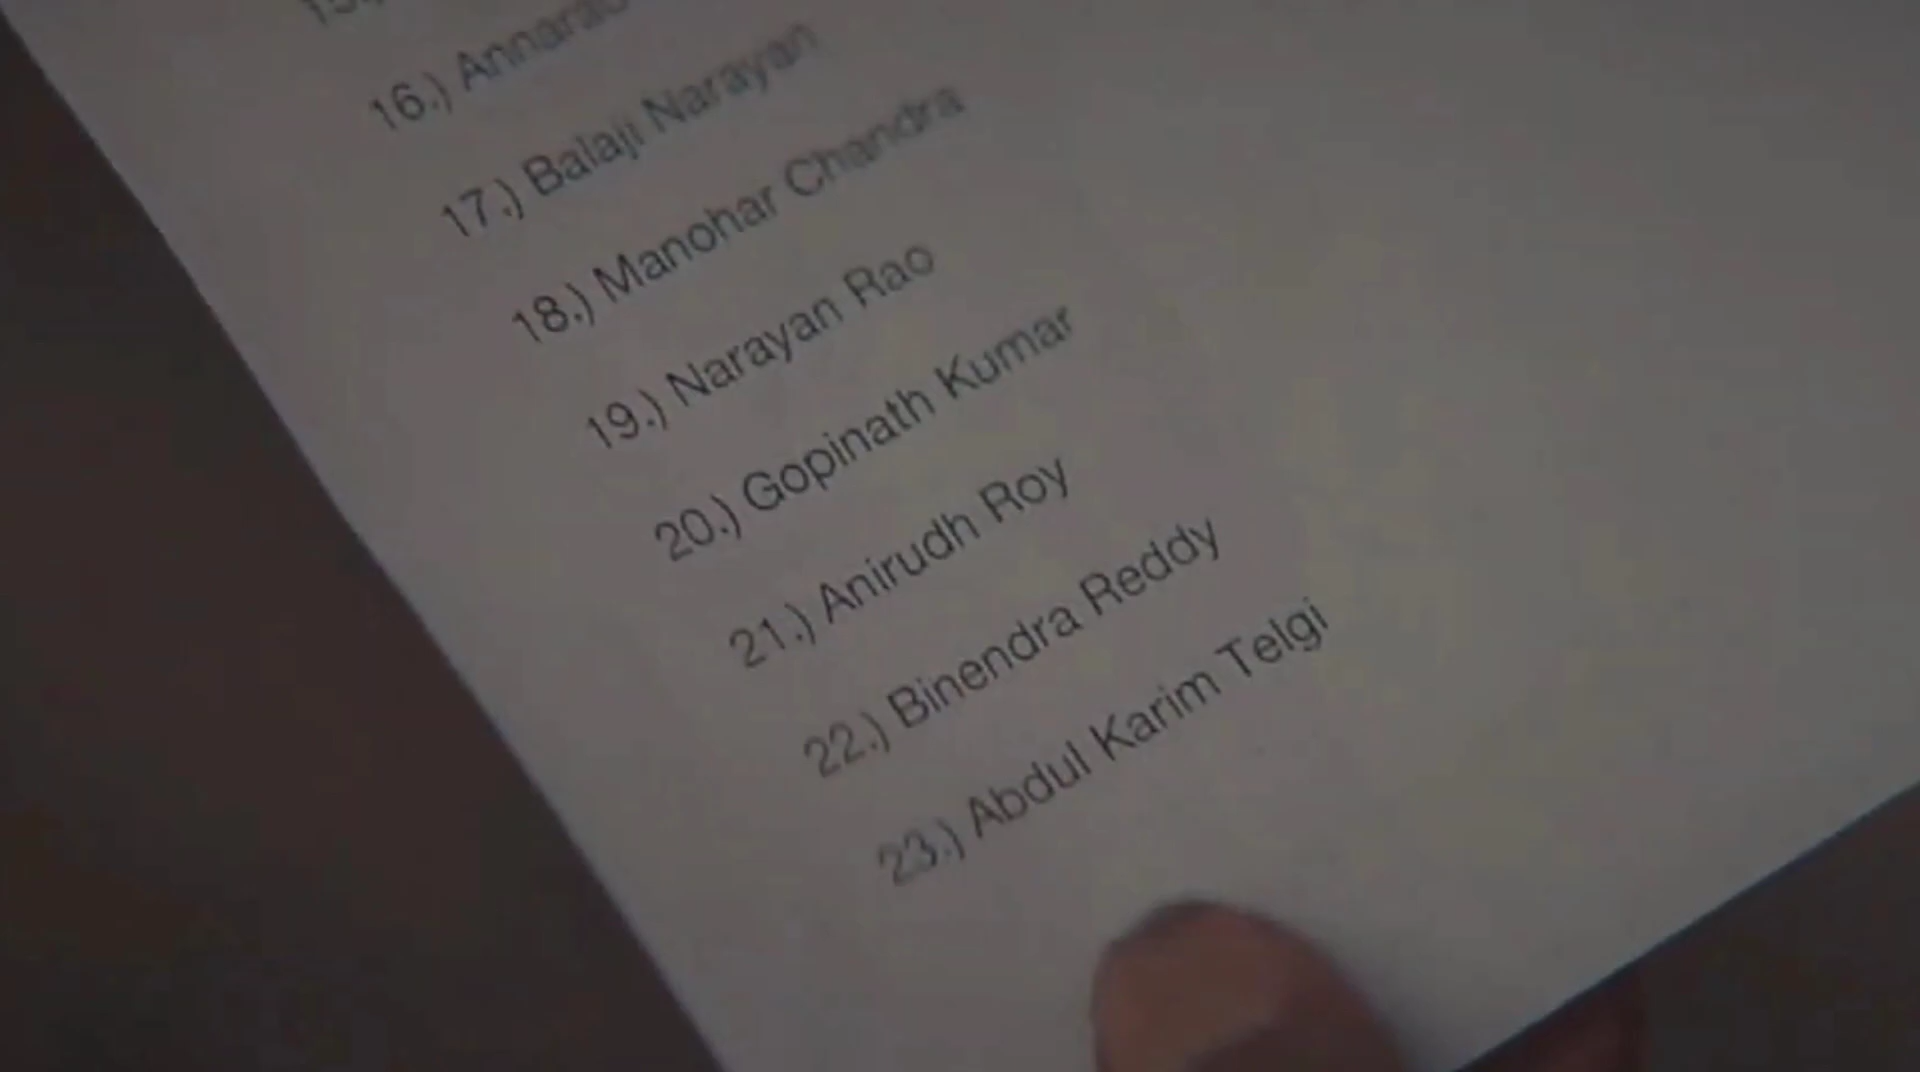 16.) Annarao
17.) Balaji Narayan
18.) Manohar Chandra
19.) Narayan Rao
20.) Gopinath Kumar
21.) Anirudh Roy
22.) Binendra Reddy
23.) Abdul Karim Telgi